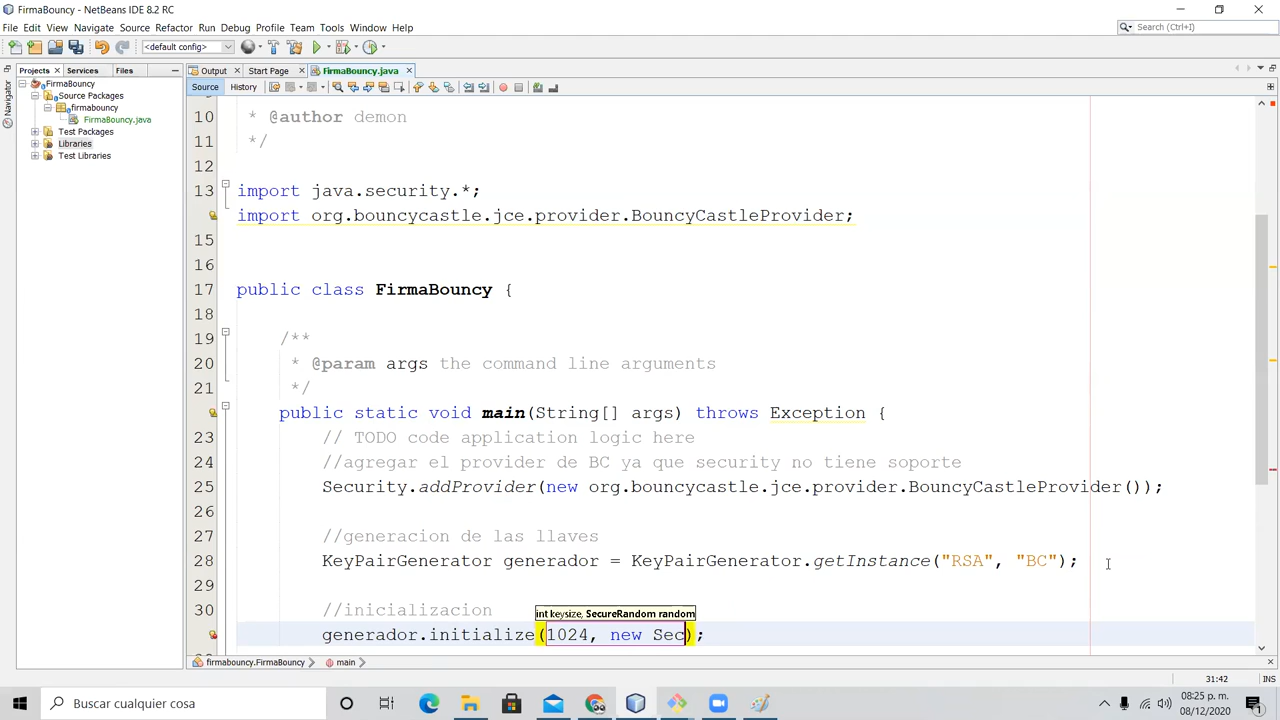 FirmaBouncy - NetBeans IDE 8.2 RC
File Edit View Navigate Source Refactor Run Debug Profile Team Tools Window Help
Search (Ctrl+I)
<default config>
Projects Services Files
Output Start Page FirmaBouncy.java
Source History
Navigator
FirmaBouncy
Source Packages
firmabouncy
FirmaBouncy.java
Test Packages
Libraries
Test Libraries
10 * @author demon
11 */
12
13 import java.security.*;
import org.bouncycastle.jce.provider.BouncyCastleProvider;
15
16
17 public class FirmaBouncy {
18
19 /**
20 * @param args the command line arguments
21 */
public static void main(String[] args) throws Exception {
23 // TODO code application logic here
24 //agregar el provider de BC ya que security no tiene soporte
25 Security.addProvider(new org.bouncycastle.jce.provider.BouncyCastleProvider());
26
27 //generacion de las llaves
28 KeyPairGenerator generador = KeyPairGenerator.getInstance("RSA", "BC");
29
30 //inicializacion
int keysize, SecureRandom random
generador.initialize(1024, new Sec);
firmabouncy.FirmaBouncy main
31:42 INS
Buscar cualquier cosa
08:25 p. m.
08/12/2020
1